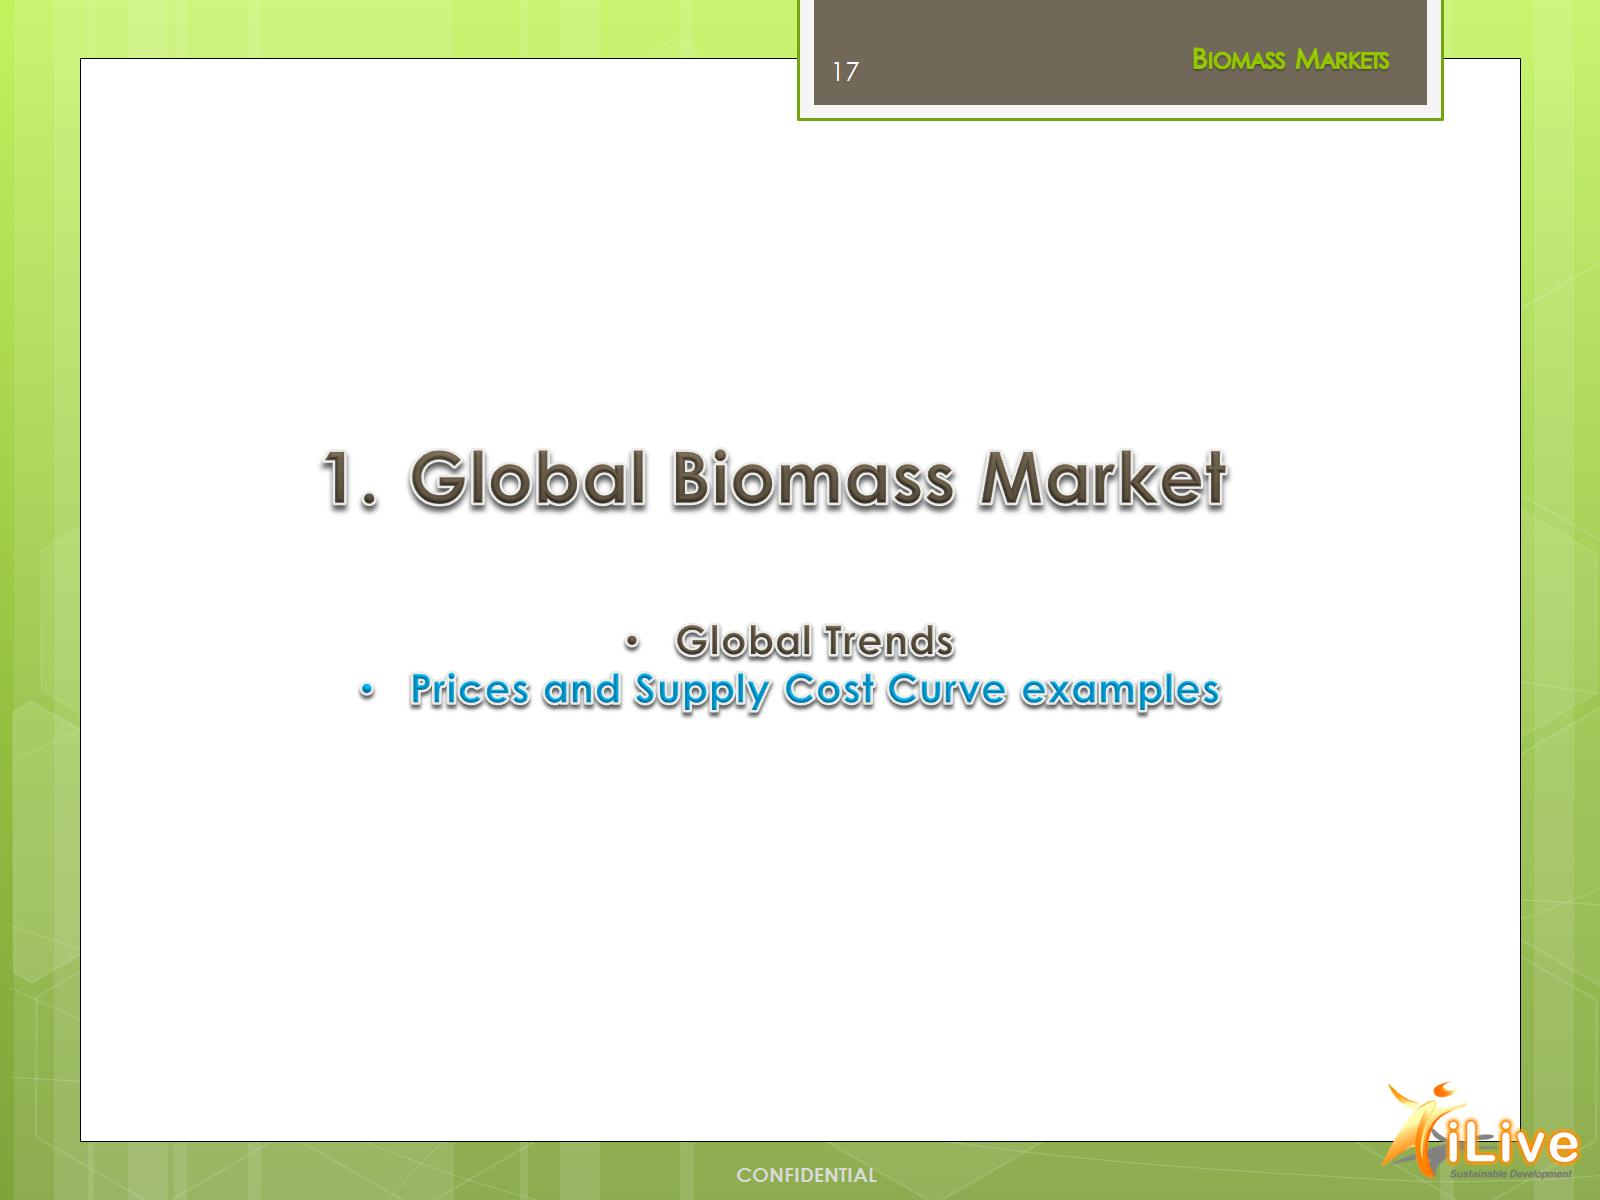 17
BIOMASS MARKETS
1. Global Biomass Market
• Global Trends
• Prices and Supply Cost Curve examples
iLive
Sustainable Development
CONFIDENTIAL